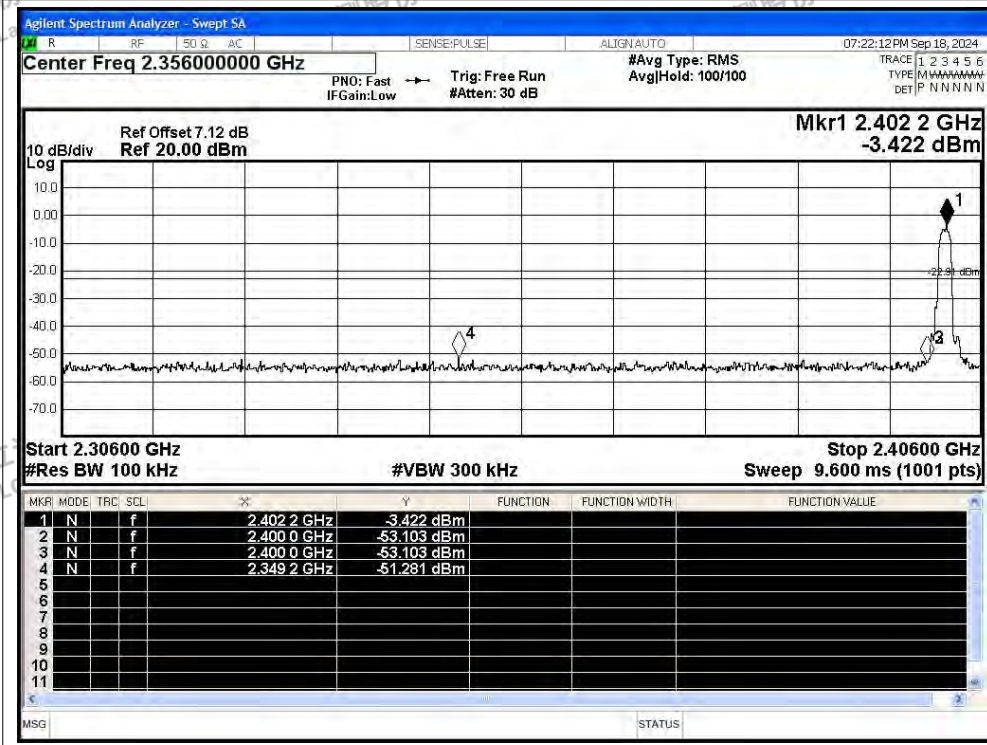 Agilent Spectrum Analyzer - Swept SA
LXI R RF 50 Ω AC SENSE:PULSE ALIGN AUTO 07:22:12 PM Sep 18, 2024
Center Freq 2.356000000 GHz
PNO: Fast
IFGain:Low
Trig: Free Run
#Atten: 30 dB
#Avg Type: RMS
Avg|Hold: 100/100
TRACE 1 2 3 4 5 6
TYPE M WWWWW
DET P N N N N N
Ref Offset 7.12 dB
10 dB/div Ref 20.00 dBm
Log
Mkr1 2.402 2 GHz
-3.422 dBm
10.0
0.00
-10.0
-20.0
-30.0
-40.0
-50.0
-60.0
-70.0
1
-22.91 dBm
4
3
Start 2.30600 GHz Stop 2.40600 GHz
#Res BW 100 kHz #VBW 300 kHz Sweep 9.600 ms (1001 pts)
MKR MODE TRC SCL X Y FUNCTION FUNCTION WIDTH FUNCTION VALUE
1 N f 2.402 2 GHz -3.422 dBm
2 N f 2.400 0 GHz -53.103 dBm
3 N f 2.400 0 GHz -53.103 dBm
4 N f 2.349 2 GHz -51.281 dBm
5
6
7
8
9
10
11
MSG STATUS